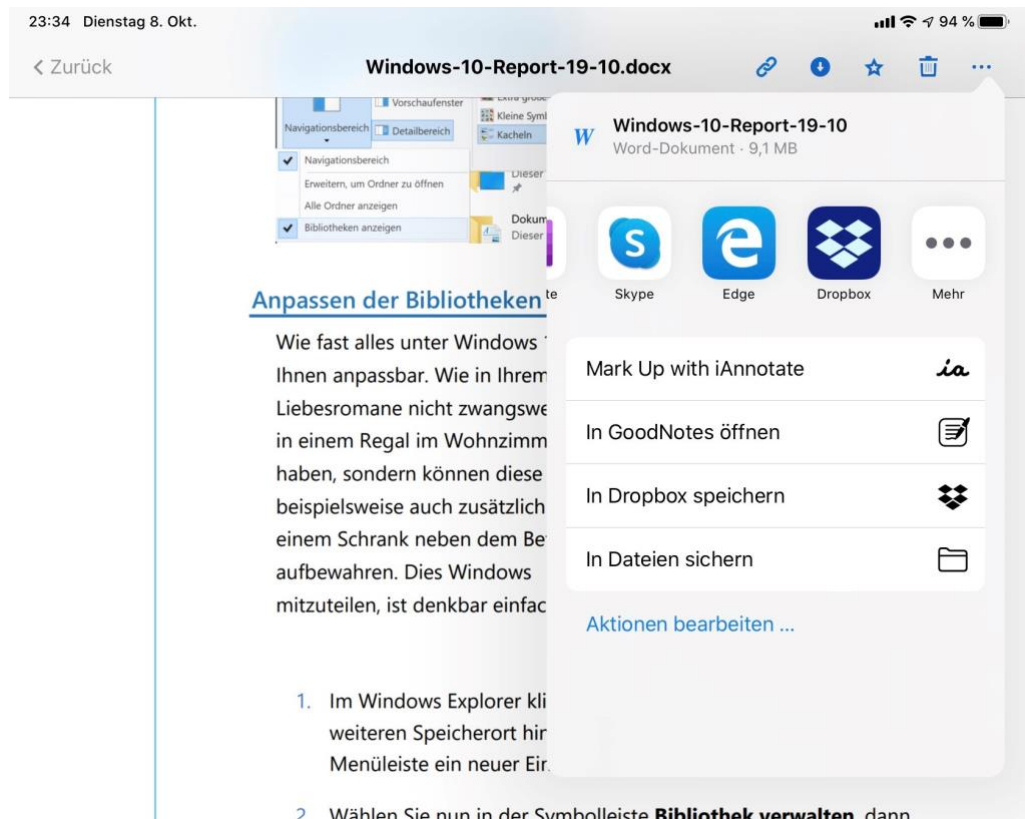 23:34 Dienstag 8. Okt.
94 %
Zurück
Windows-10-Report-19-10.docx
Vorschaufenster
Navigationsbereich
Detailbereich
Kleine Symb
Kacheln
Navigationsbereich
Erweitern, um Ordner zu öffnen
Alle Ordner anzeigen
Bibliotheken anzeigen
Dieser
Dokum
Dieser
Anpassen der Bibliotheken
Wie fast alles unter Windows
Ihnen anpassbar. Wie in Ihrem
Liebesromane nicht zwangswe
in einem Regal im Wohnzimm
haben, sondern können diese
beispielsweise auch zusätzlich
einem Schrank neben dem Be
aufbewahren. Dies Windows
mitzuteilen, ist denkbar einfac
1. Im Windows Explorer kli
weiteren Speicherort hin
Menüleiste ein neuer Ein
2. Wählen Sie nun in der Symbolleiste Bibliothek verwalten, dann
W
Windows-10-Report-19-10
Word-Dokument · 9,1 MB
te
Skype
Edge
Dropbox
Mehr
Mark Up with iAnnotate
ia
In GoodNotes öffnen
In Dropbox speichern
In Dateien sichern
Aktionen bearbeiten ...